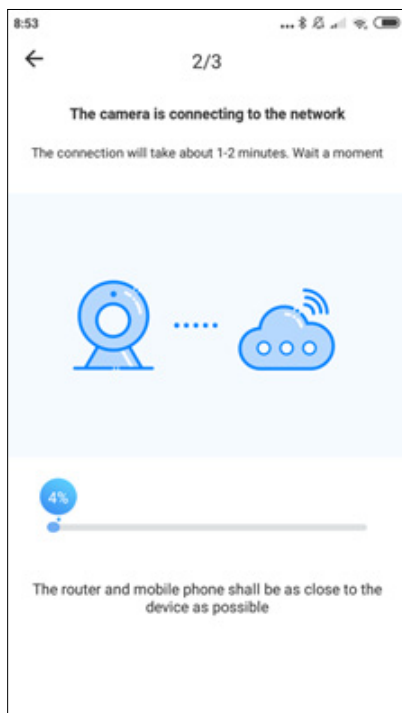 8:53
2/3
The camera is connecting to the network
The connection will take about 1-2 minutes. Wait a moment
4%
The router and mobile phone shall be as close to the
device as possible